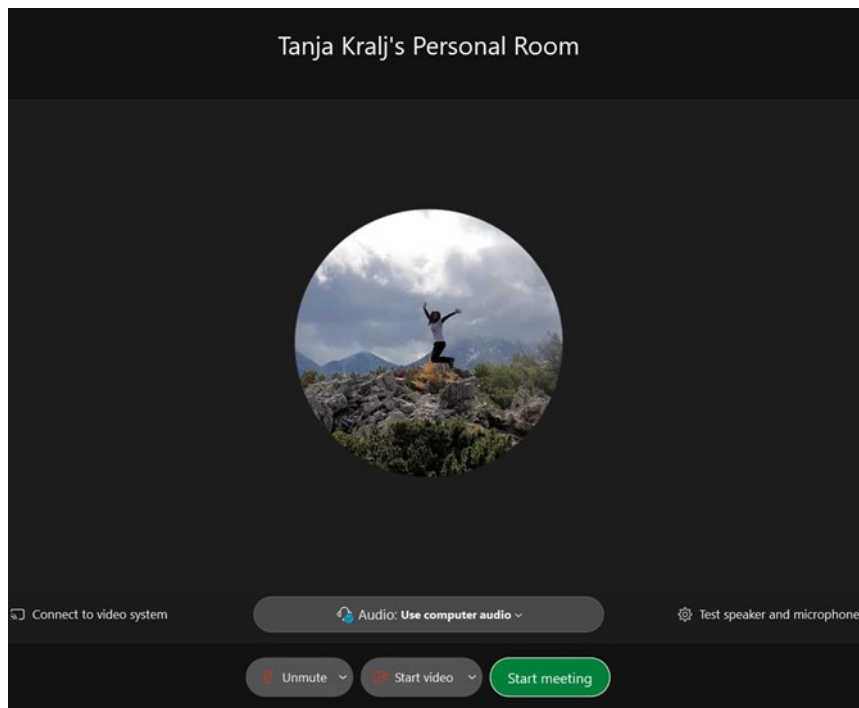 Tanja Kralj's Personal Room
Connect to video system
Audio: Use computer audio
Test speaker and microphone
Unmute
Start video
Start meeting